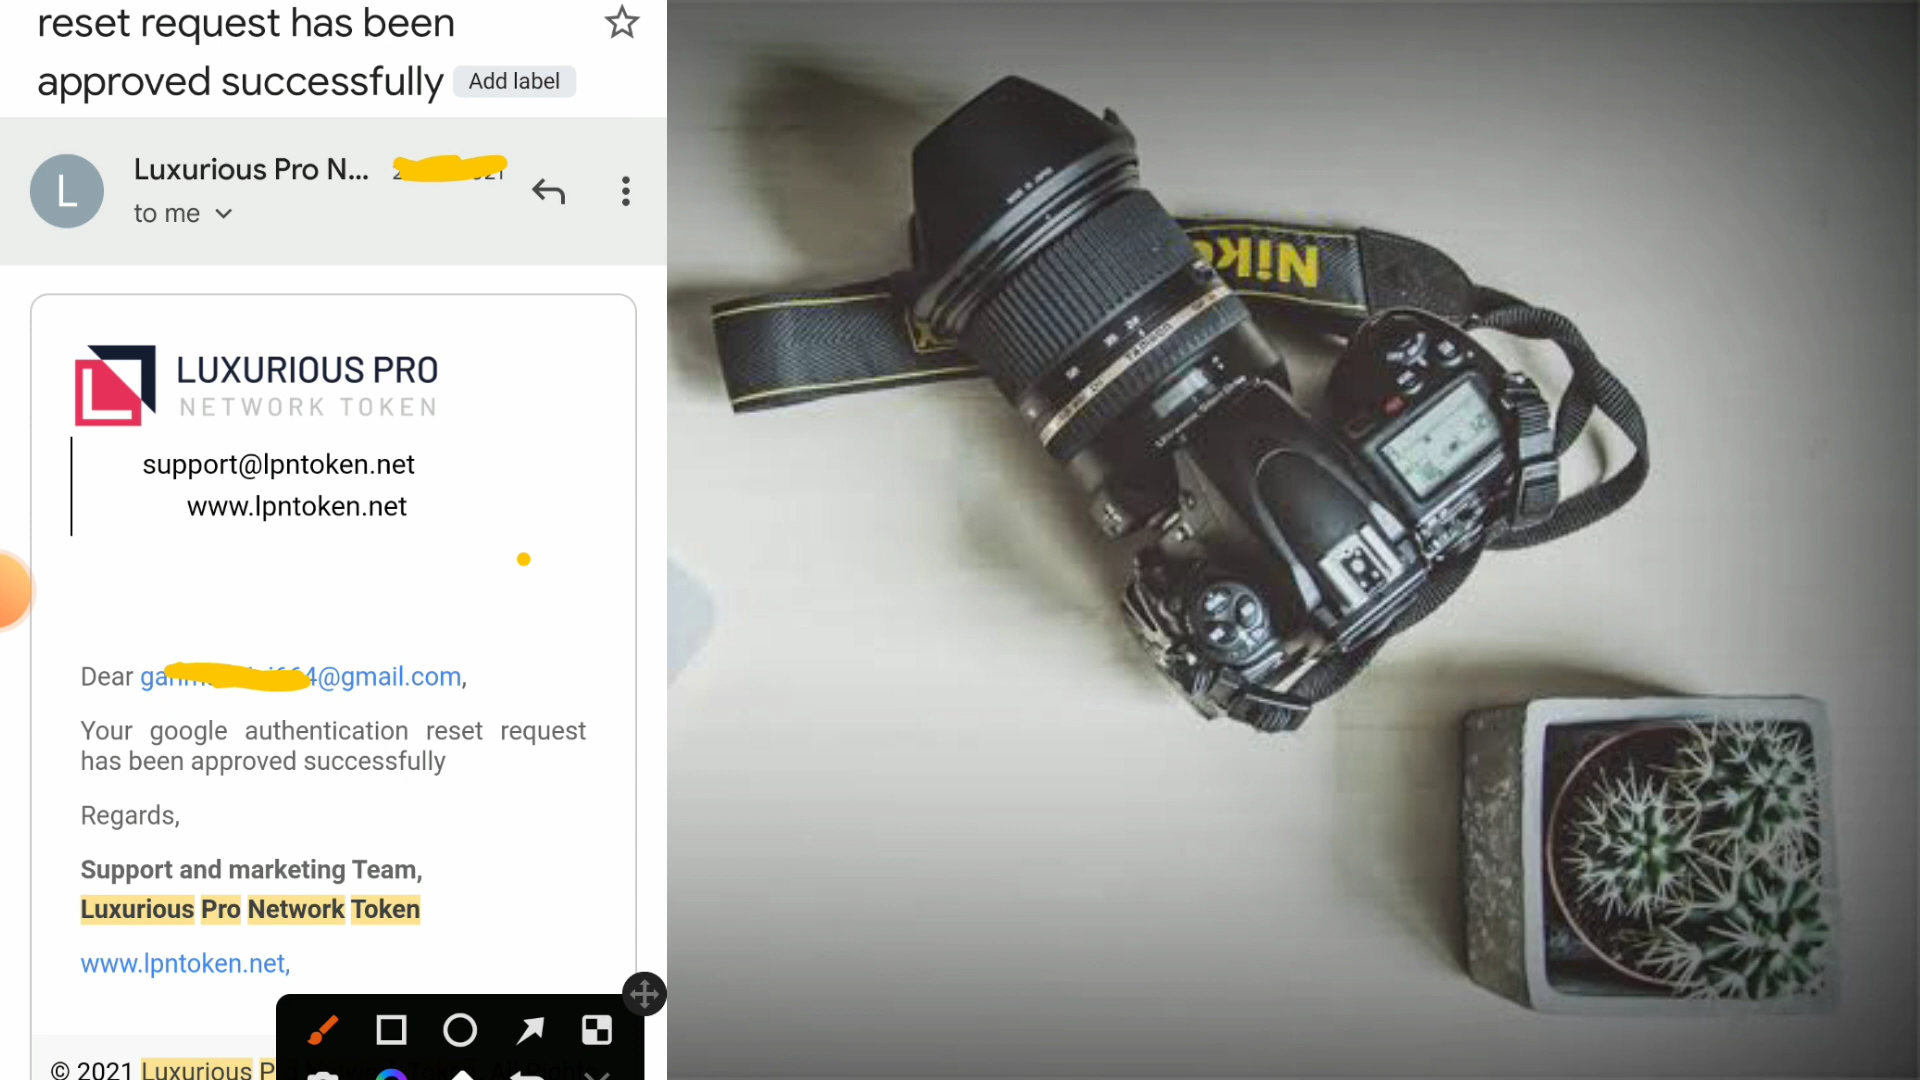 reset request has been
approved successfully Add label
L Luxurious Pro N...
to me
LUXURIOUS PRO
NETWORK TOKEN
support@lpntoken.net
www.lpntoken.net
Dear @gmail.com,
Your google authentication reset request
has been approved successfully
Regards,
Support and marketing Team,
Luxurious Pro Network Token
www.lpntoken.net,
© 2021 Luxurious
Nik
TAMRON